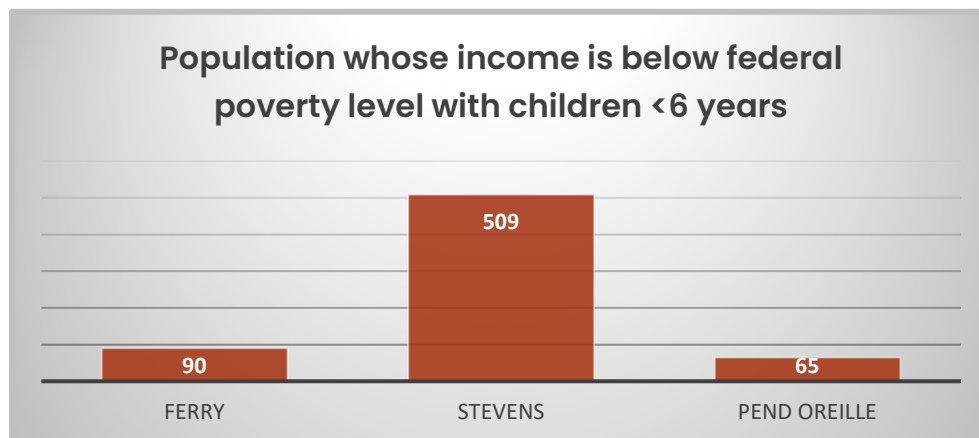 Population whose income is below federal
poverty level with children <6 years
509
90
65
FERRY
STEVENS
PEND OREILLE